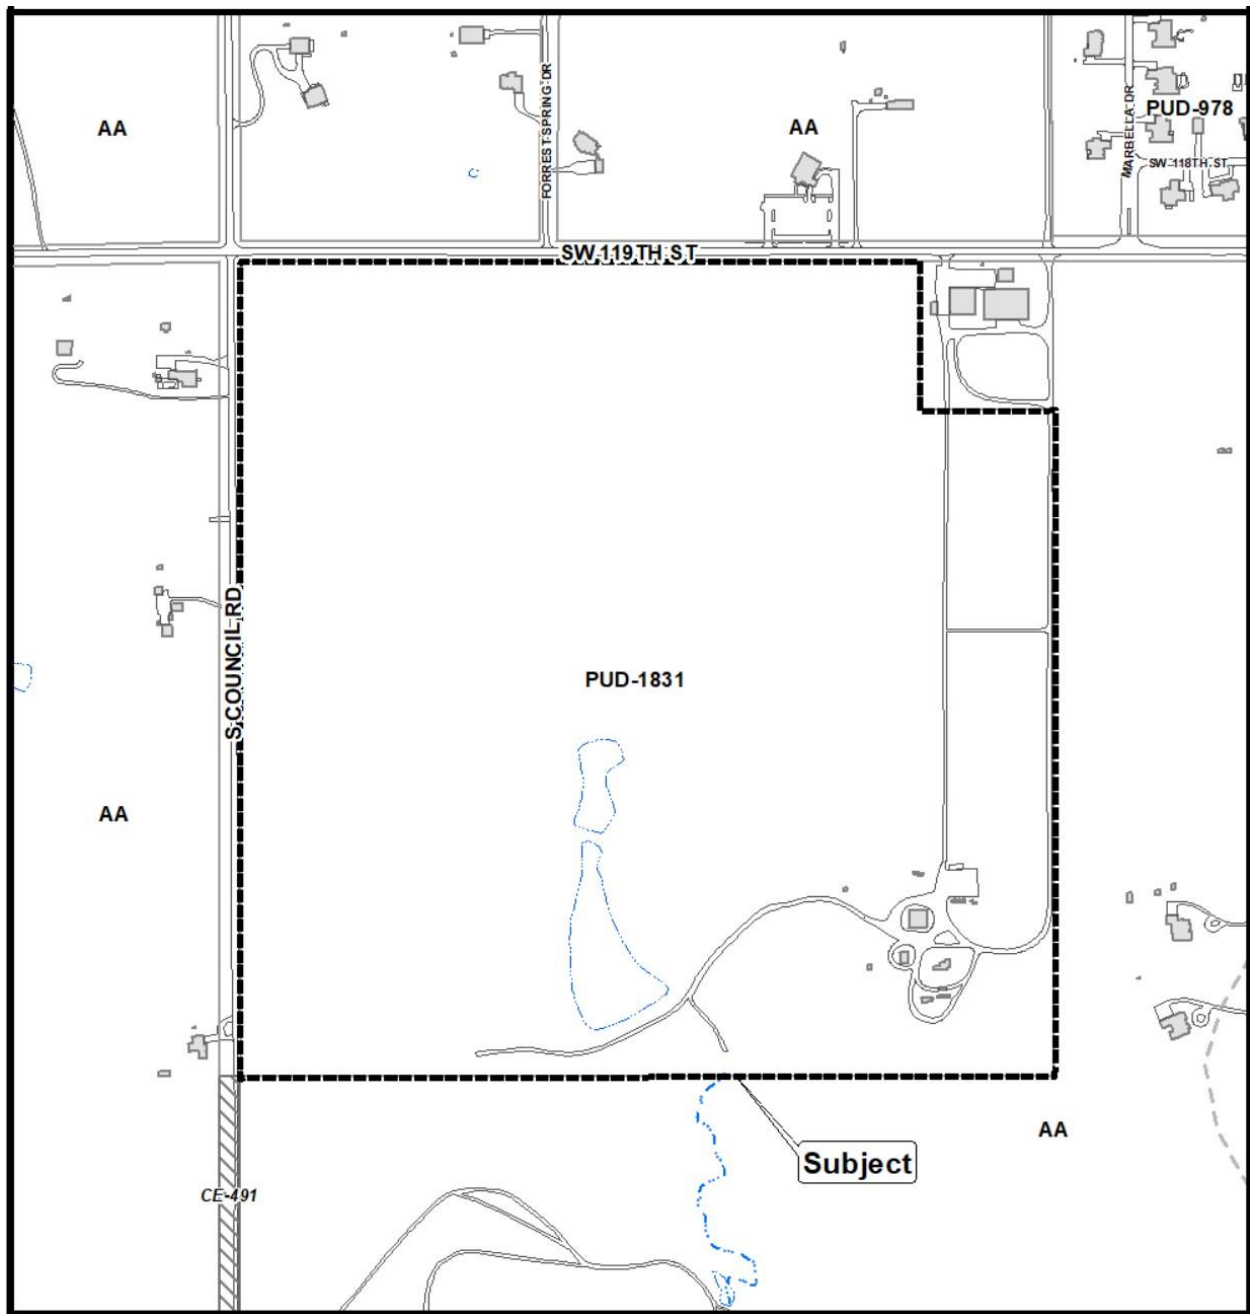 AA
FORREST SPRING DR
AA
MARBELLA DR
PUD-978
SW 118TH ST
SW 119TH ST
S COUNCIL RD
PUD-1831
AA
AA
Subject
CE-491